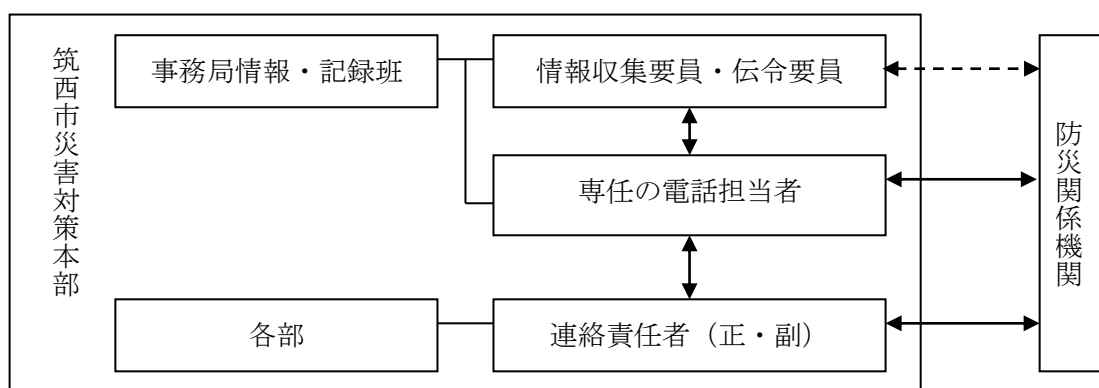 筑西市災害対策本部
事務局情報・記録班
情報収集要員・伝令要員
専任の電話担当者
各部
連絡責任者（正・副）
防災関係機関